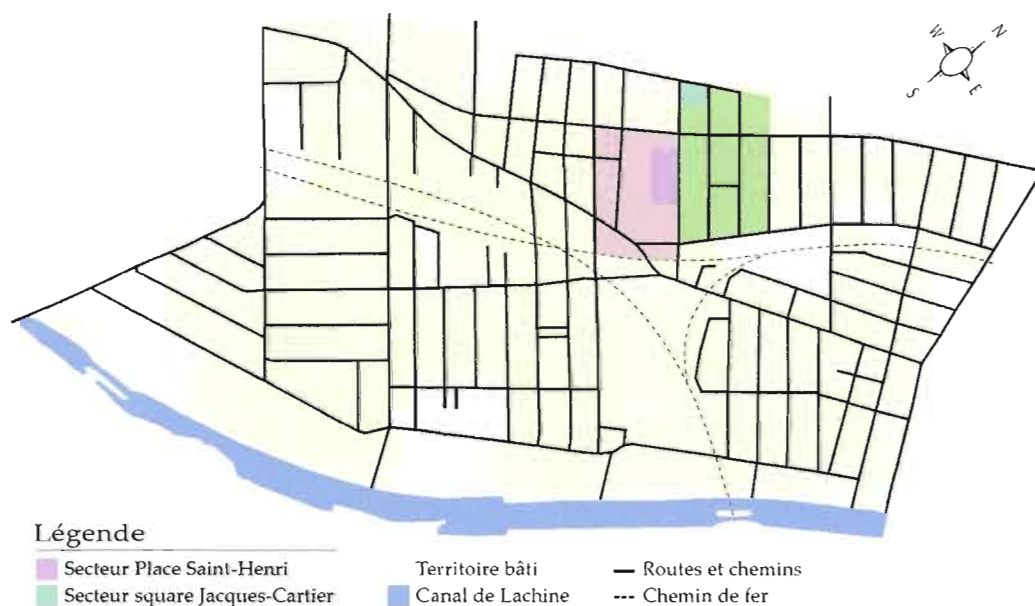 W N
S E
Légende
Secteur Place Saint-Henri
Territoire bâti
Routes et chemins
Secteur square Jacques-Cartier
Canal de Lachine
Chemin de fer